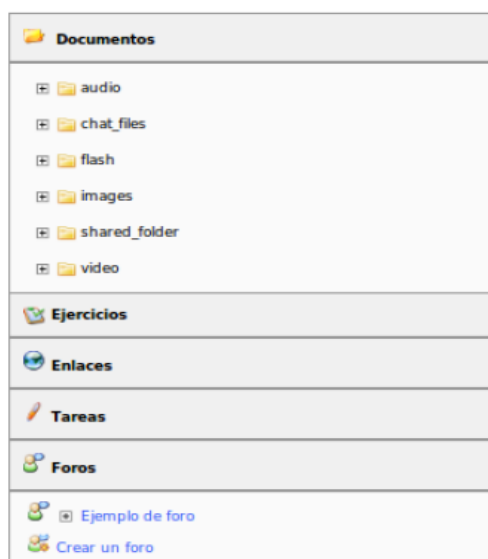 Documentos
audio
chat_files
flash
images
shared_folder
video
Ejercicios
Enlaces
Tareas
Foros
Ejemplo de foro
Crear un foro